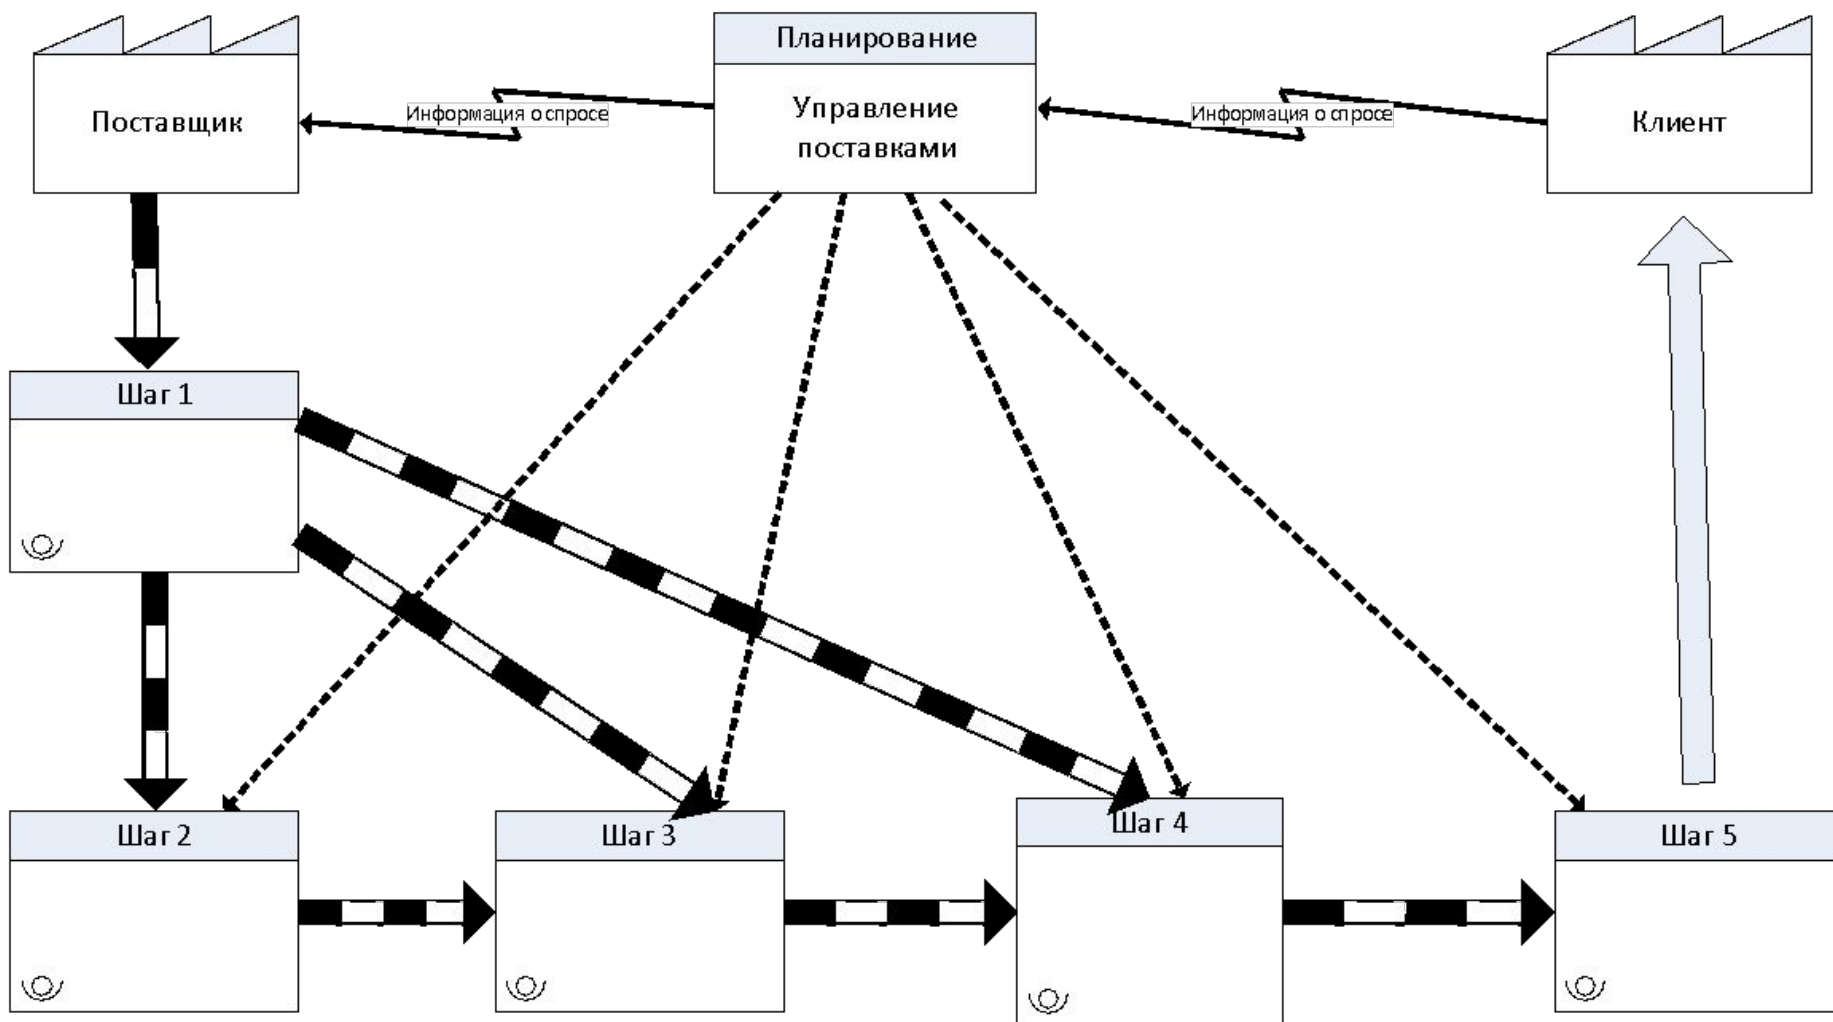 Планирование
Поставщик
Информация о спросе
Управление
поставками
Информация о спросе
Клиент
Шаг 1
Шаг 2
Шаг 3
Шаг 4
Шаг 5